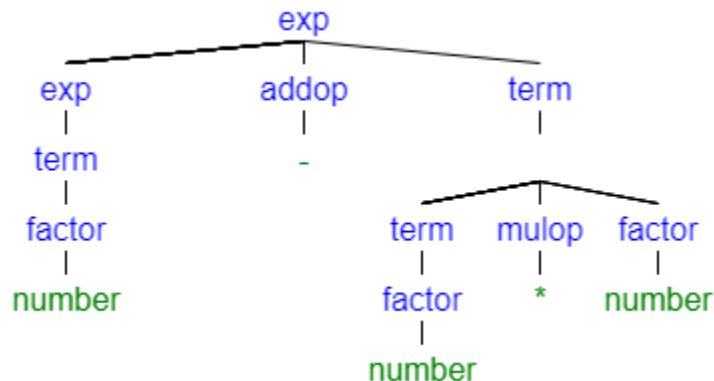 exp
exp addop term
term -
factor term mulop factor
number factor * number
number